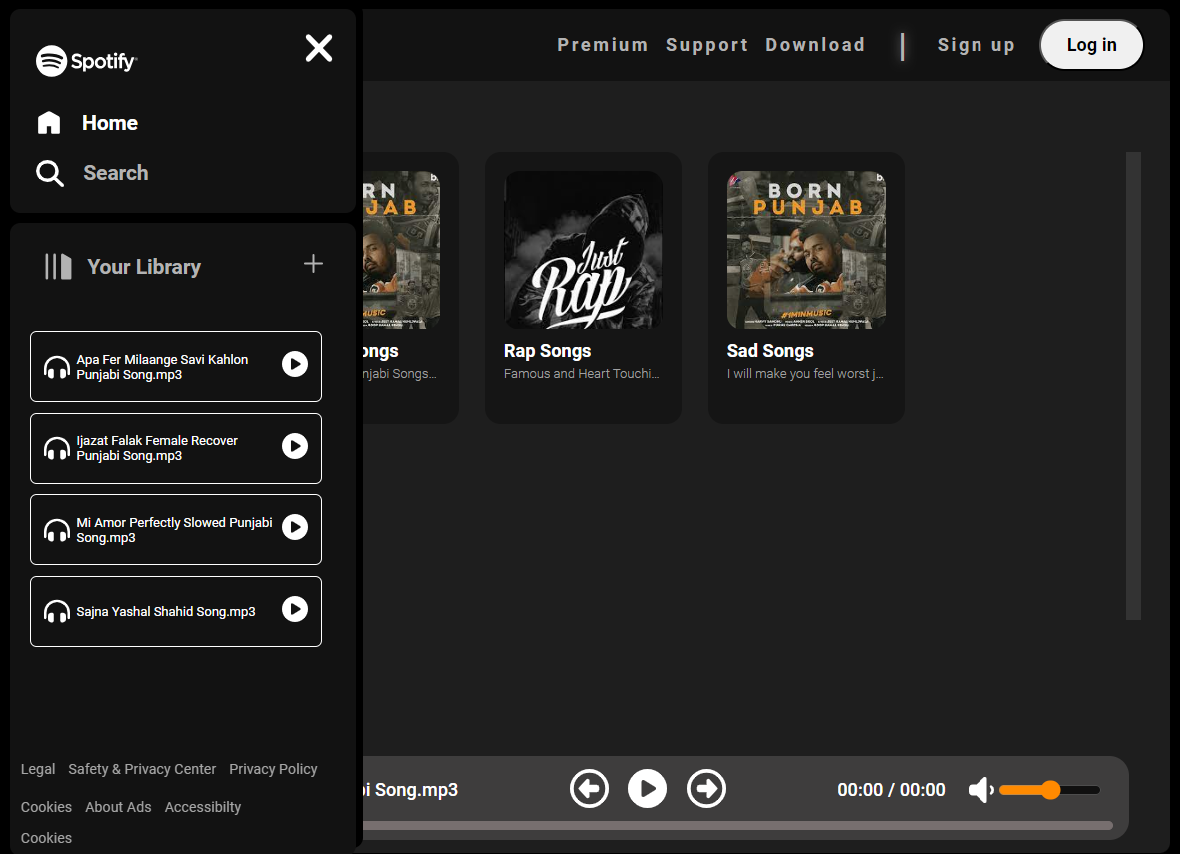 Spotify
Home
Search
Your Library
Apa Fer Milaange Savi Kahlon
Punjabi Song.mp3
Ijazat Falak Female Recover
Punjabi Song.mp3
Mi Amor Perfectly Slowed Punjabi
Song.mp3
Sajna Yashal Shahid Song.mp3
Legal Safety & Privacy Center Privacy Policy
Cookies About Ads Accessibilty
Cookies
Premium Support Download | Sign up Log in
RN
JAB
MUSIC
ongs
njabi Songs...
Just
Rap
Rap Songs
Famous and Heart Touchi...
BORN
PUNJAB
#1MINMUSIC
Sad Songs
I will make you feel worst j...
bi Song.mp3
00:00 / 00:00